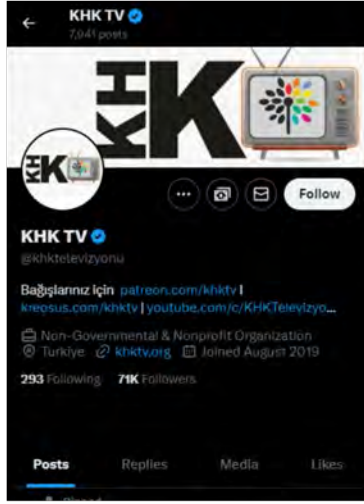 KHK TV
7,941 posts
KHK
KHK
Follow
KHK TV
@khktelevizyonu
Bağışlarınız için patreon.com/khktv |
kreosus.com/khktv | youtube.com/c/KHKTelevizyo...
Non-Governmental & Nonprofit Organization
Türkiye khktv.org Joined August 2019
293 Following 71K Followers
Posts Replies Media Likes